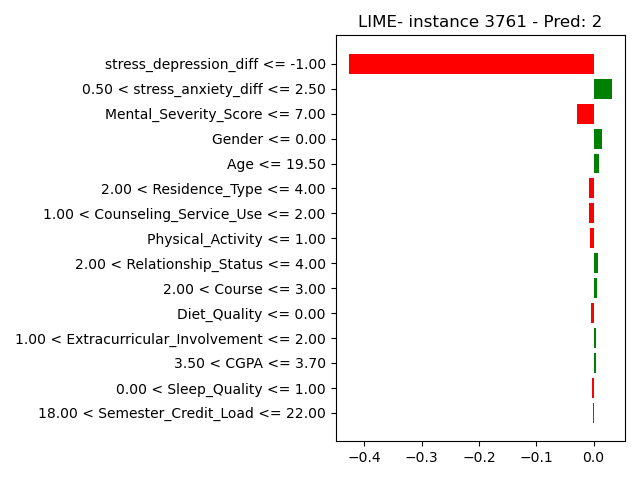 LIME- instance 3761 - Pred: 2
stress_depression_diff <= -1.00
0.50 < stress_anxiety_diff <= 2.50
Mental_Severity_Score <= 7.00
Gender <= 0.00
Age <= 19.50
2.00 < Residence_Type <= 4.00
1.00 < Counseling_Service_Use <= 2.00
Physical_Activity <= 1.00
2.00 < Relationship_Status <= 4.00
2.00 < Course <= 3.00
Diet_Quality <= 0.00
1.00 < Extracurricular_Involvement <= 2.00
3.50 < CGPA <= 3.70
0.00 < Sleep_Quality <= 1.00
18.00 < Semester_Credit_Load <= 22.00
−0.4 −0.3 −0.2 −0.1 0.0